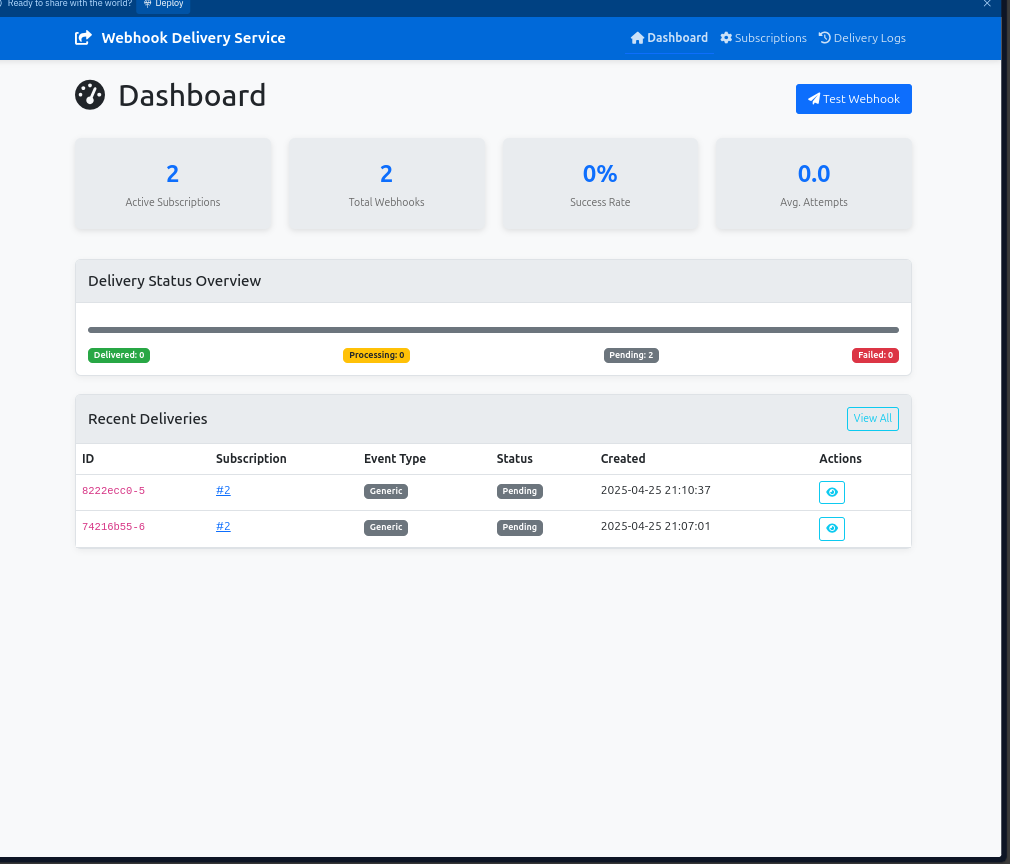 Ready to share with the world? Deploy
Webhook Delivery Service Dashboard Subscriptions Delivery Logs
Dashboard Test Webhook
2 2 0% 0.0
Active Subscriptions Total Webhooks Success Rate Avg. Attempts
Delivery Status Overview
Delivered: 0 Processing: 0 Pending: 2 Failed: 0
Recent Deliveries View All
ID Subscription Event Type Status Created Actions
8222ecc0-5 #2 Generic Pending 2025-04-25 21:10:37
74216b55-6 #2 Generic Pending 2025-04-25 21:07:01